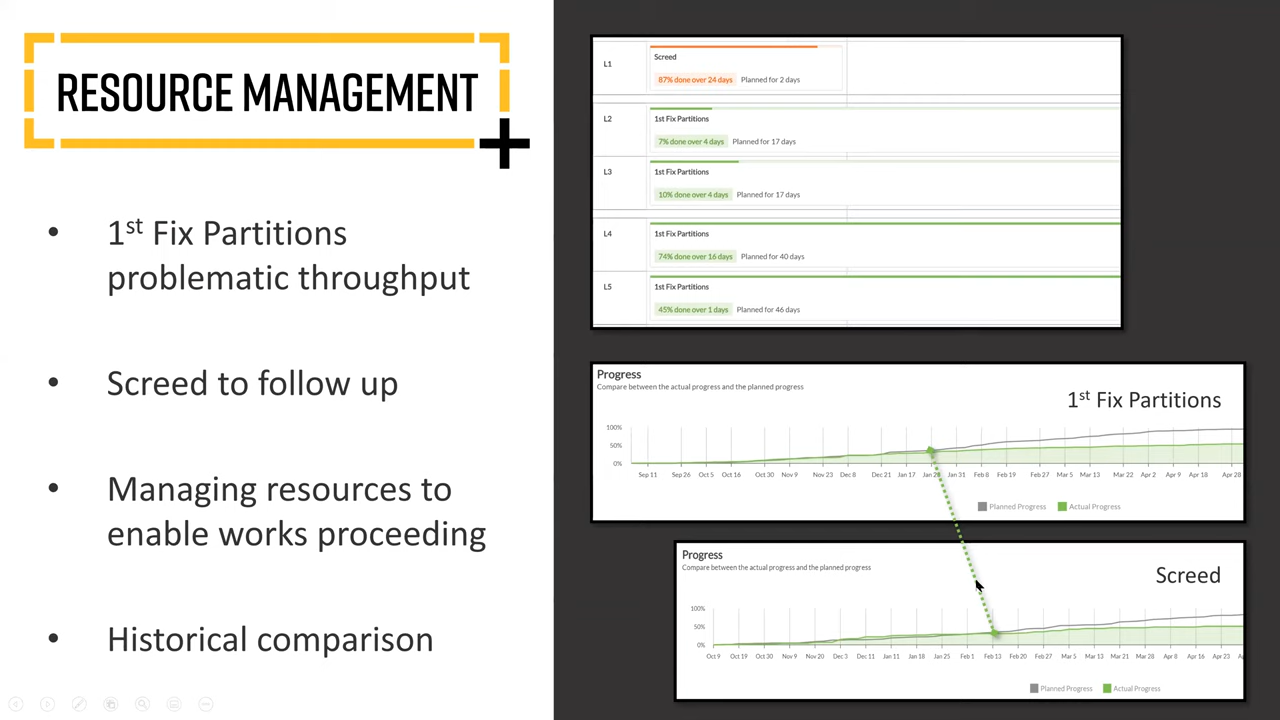 RESOURCE MANAGEMENT
• 1st Fix Partitions
problematic throughput
• Screed to follow up
• Managing resources to
enable works proceeding
• Historical comparison
L1
Screed
87% done over 24 days Planned for 2 days
L2
1st Fix Partitions
7% done over 4 days Planned for 17 days
L3
1st Fix Partitions
10% done over 4 days Planned for 17 days
L4
1st Fix Partitions
74% done over 16 days Planned for 40 days
L5
1st Fix Partitions
45% done over 1 days Planned for 46 days
Progress
Compare between the actual progress and the planned progress
1st Fix Partitions
100%
50%
0%
Sep 11 Sep 26 Oct 5 Oct 16 Oct 30 Nov 9 Nov 23 Dec 8 Dec 21 Jan 17 Jan 31 Feb 8 Feb 19 Mar 5 Mar 13 Mar 22 Apr 2 Apr 9 Apr 18 Apr 28
Planned Progress Actual Progress
Progress
Compare between the actual progress and the planned progress
Screed
100%
50%
0%
Oct 9 Oct 19 Oct 30 Nov 9 Nov 20 Dec 3 Dec 11 Jan 11 Jan 18 Jan 25 Feb 1 Feb 13 Feb 20 Feb 27 Mar 5 Mar 13 Mar 21 Mar 28 Apr 8 Apr 16 Apr 23
Planned Progress Actual Progress